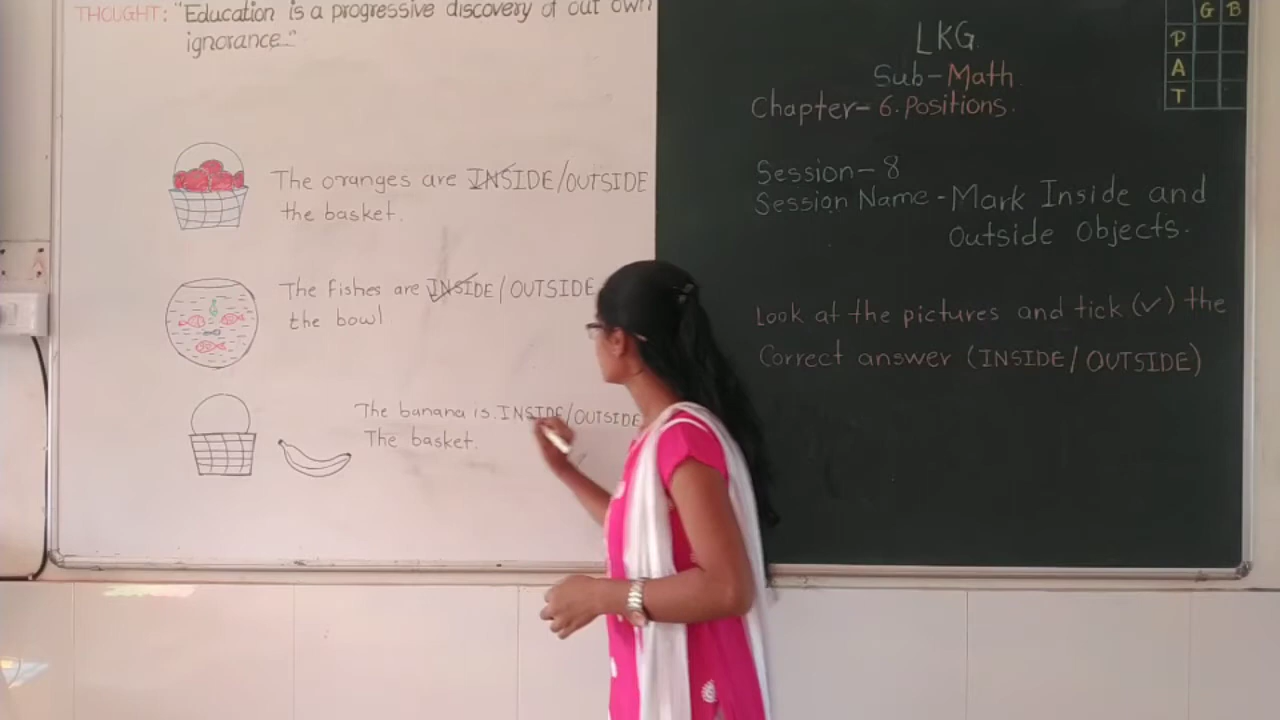 THOUGHT: "Education is a progressive discovery of our own
ignorance."
The oranges are INSIDE/OUTSIDE
the basket.
The fishes are INSIDE/OUTSIDE
the bowl
The banana is. INSIDE/OUTSIDE
The basket.
LKG
Sub-Math.
Chapter-6. Positions.
Session-8
Session Name-Mark Inside and
Outside Objects.
Look at the pictures and tick (✓) the
Correct answer (INSIDE/OUTSIDE)
G B
P
A
T